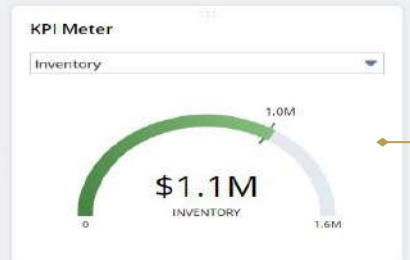 KPI Meter
Inventory
1.0M
$1.1M
INVENTORY
0
1.6M